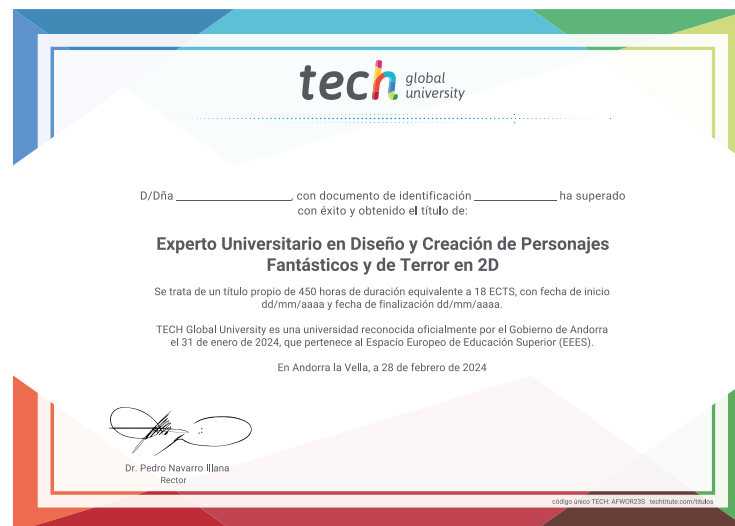 tech global university
D/Dña ______________, con documento de identificación ______________ ha superado
con éxito y obtenido el título de:
Experto Universitario en Diseño y Creación de Personajes
Fantásticos y de Terror en 2D
Se trata de un título propio de 450 horas de duración equivalente a 18 ECTS, con fecha de inicio
dd/mm/aaaa y fecha de finalización dd/mm/aaaa.
TECH Global University es una universidad reconocida oficialmente por el Gobierno de Andorra
el 31 de enero de 2024, que pertenece al Espacio Europeo de Educación Superior (EEES).
En Andorra la Vella, a 28 de febrero de 2024
Dr. Pedro Navarro Illana
Rector
código único TECH: AFWOR23S techtitute.com/titulos